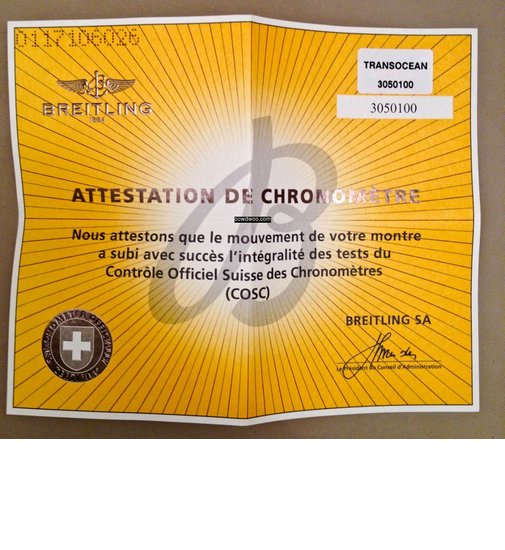 0117106026
TRANSOCEAN
3050100
3050100
BREITLING
1884
ATTESTATION DE CHRONOMÈTRE
oowdwoo.com
Nous attestons que le mouvement de votre montre
a subi avec succès l'intégralité des tests du
Contrôle Officiel Suisse des Chronomètres
(COSC)
BREITLING SA
Le Président du Conseil d'Administration